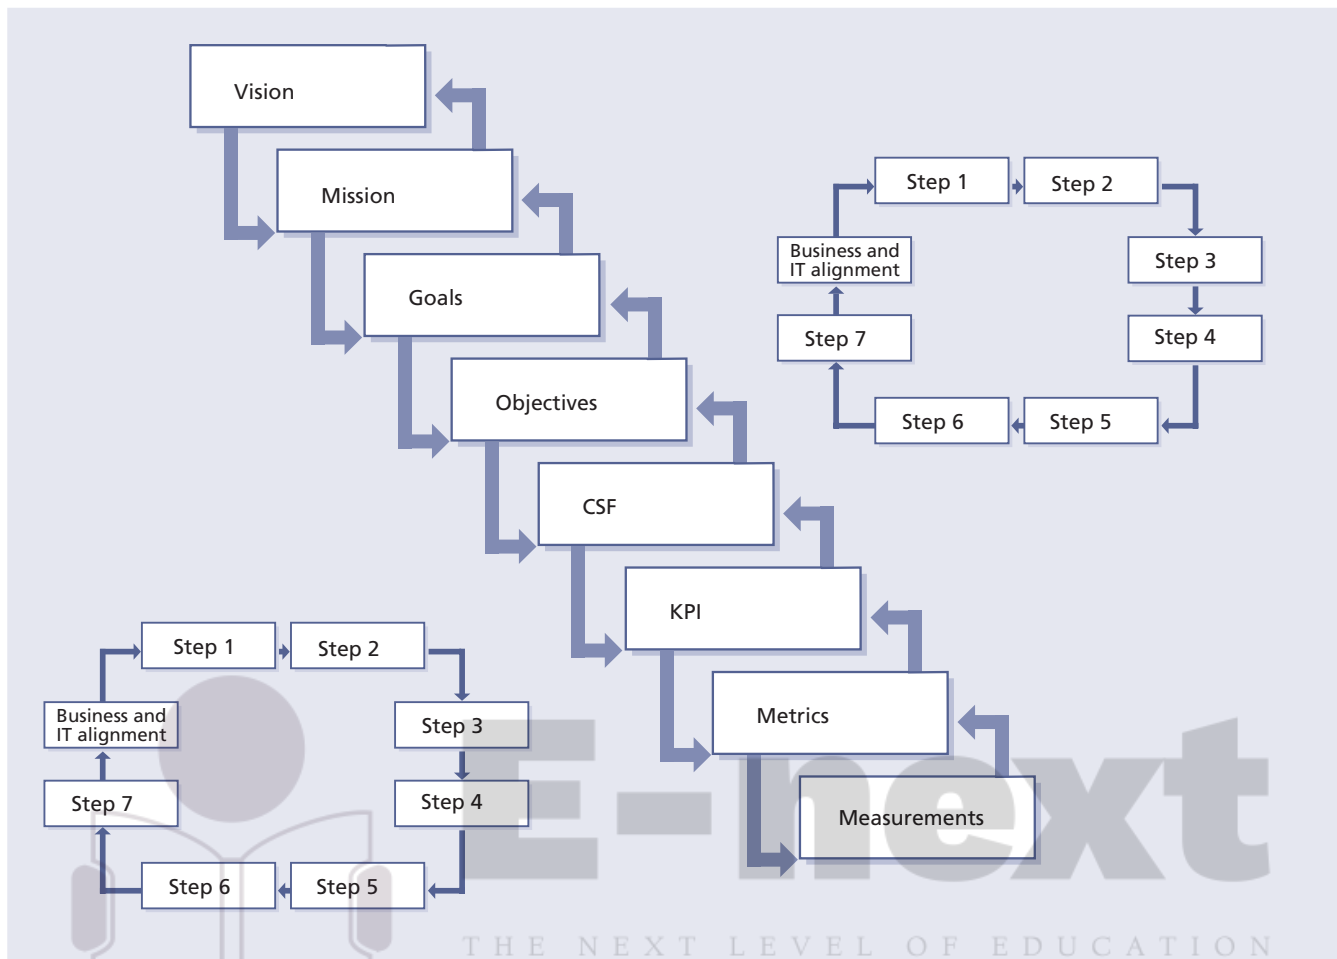 Vision
Mission
Goals
Objectives
CSF
KPI
Metrics
Measurements
Step 1
Step 2
Step 3
Step 4
Step 5
Step 6
Step 7
Business and
IT alignment
Step 1
Step 2
Step 3
Step 4
Step 5
Step 6
Step 7
Business and
IT alignment
E-next
THE NEXT LEVEL OF EDUCATION